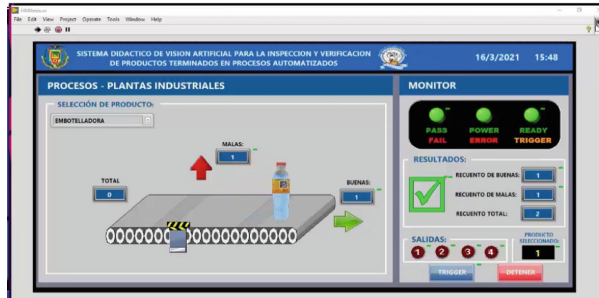 File Edit View Project Operate Tools Window Help
SISTEMA DIDACTICO DE VISION ARTIFICIAL PARA LA INSPECCION Y VERIFICACION
DE PRODUCTOS TERMINADOS EN PROCESOS AUTOMATIZADOS
16/3/2021 15:48
PROCESOS - PLANTAS INDUSTRIALES
SELECCIÓN DE PRODUCTO:
EMBOTELLADORA
MALAS:
1
TOTAL
0
BUENAS:
1
MONITOR
PASS POWER READY
FAIL ERROR TRIGGER
RESULTADOS:
RECUENTO DE BUENAS: 1
RECUENTO DE MALAS: 1
RECUENTO TOTAL: 2
SALIDAS:
1 2 3 4
PRODUCTO
SELECCIONADO:
1
TRIGGER DETENER